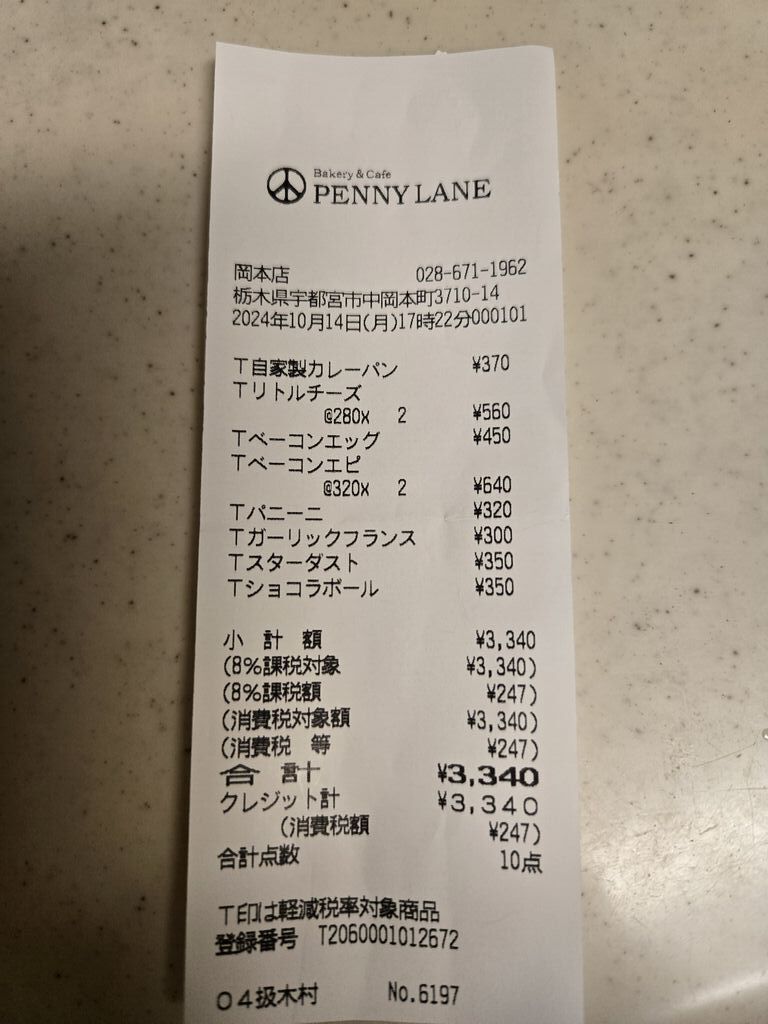 Bakery & Cafe
PENNY LANE
岡本店 028-671-1962
栃木県宇都宮市中岡本町3710-14
2024年10月14日(月)17時22分000101
T自家製カレーパン ¥370
Tリトルチーズ
@280x 2 ¥560
Tベーコンエッグ ¥450
Tベーコンエピ
@320x 2 ¥640
Tパニーニ ¥320
Tガーリックフランス ¥300
Tスターダスト ¥350
Tショコラボール ¥350
小 計 額 ¥3,340
(8%課税対象 ¥3,340)
(8%課税額 ¥247)
(消費税対象額 ¥3,340)
(消費税 等 ¥247)
合 計 ¥3,340
クレジット計 ¥3,340
(消費税額 ¥247)
合計点数 10点
T印は軽減税率対象商品
登録番号 T2060001012672
04扱木村 No.6197